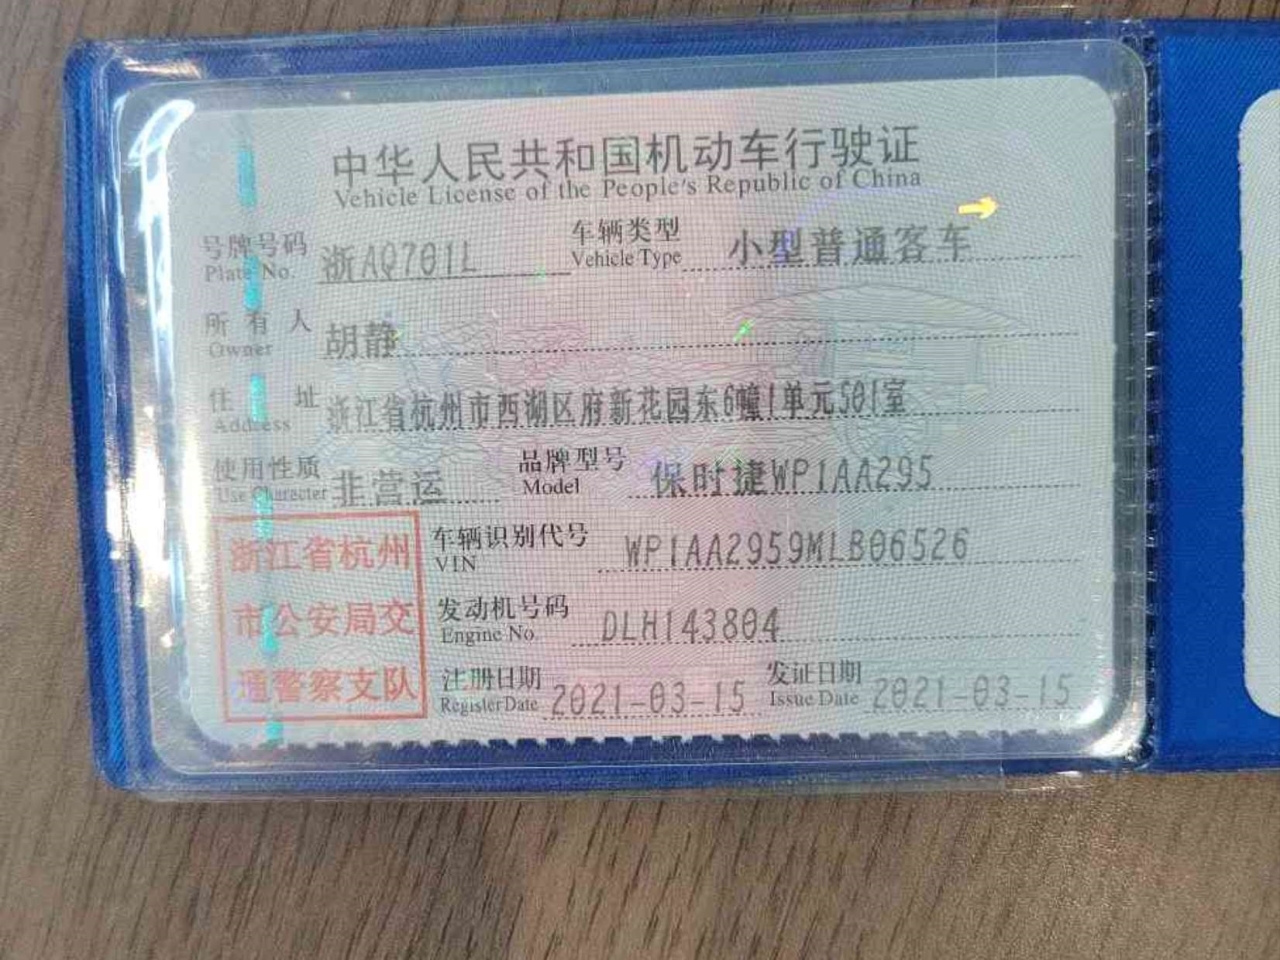 中华人民共和国机动车行驶证
Vehicle License of the People's Republic of China
号牌号码 浙AQ701L 车辆类型 小型普通客车
Plate No. Vehicle Type
所有人 胡静
Owner
住址 浙江省杭州市西湖区府新花园东6幢1单元501室
Address
使用性质 非营运 品牌型号 保时捷WP1AA295
Use Character Model
浙江省杭州 车辆识别代号 WP1AA2959MLB06526
VIN
市公安局交 发动机号码 DLH143804
Engine No.
通警察支队 注册日期 2021-03-15 发证日期 2021-03-15
Register Date Issue Date